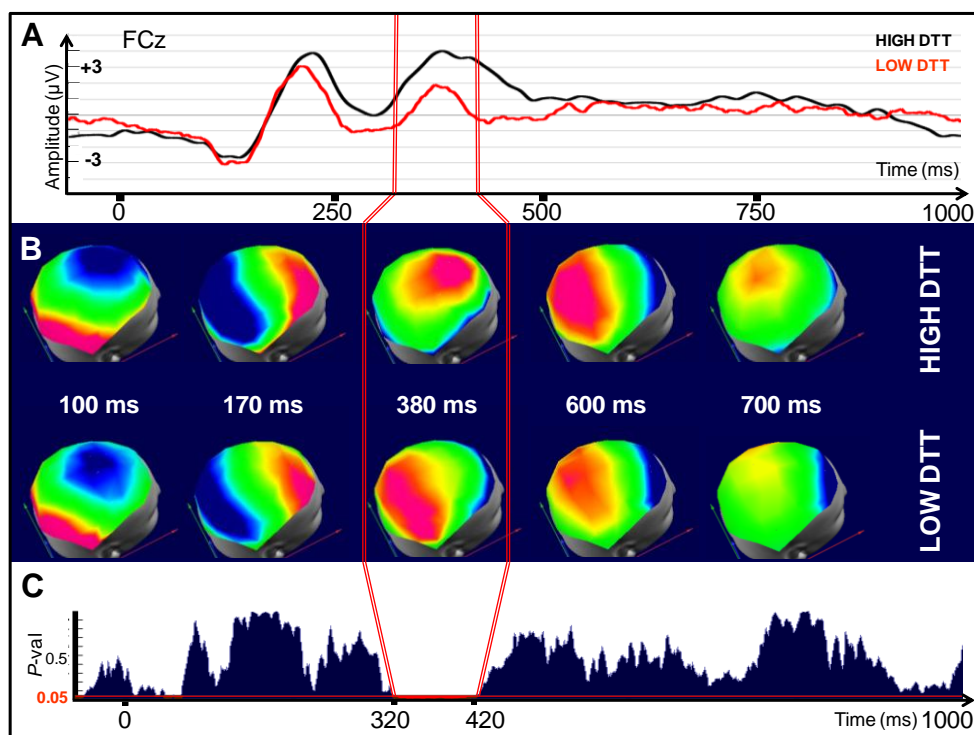 A
FCz
HIGH DTT
LOW DTT
Amplitude (μV)
+3
-3
Time (ms)
0 250 500 750 1000
B
HIGH DTT
100 ms 170 ms 380 ms 600 ms 700 ms
LOW DTT
C
P-val
0.5
0.05
0 320 420 Time (ms) 1000